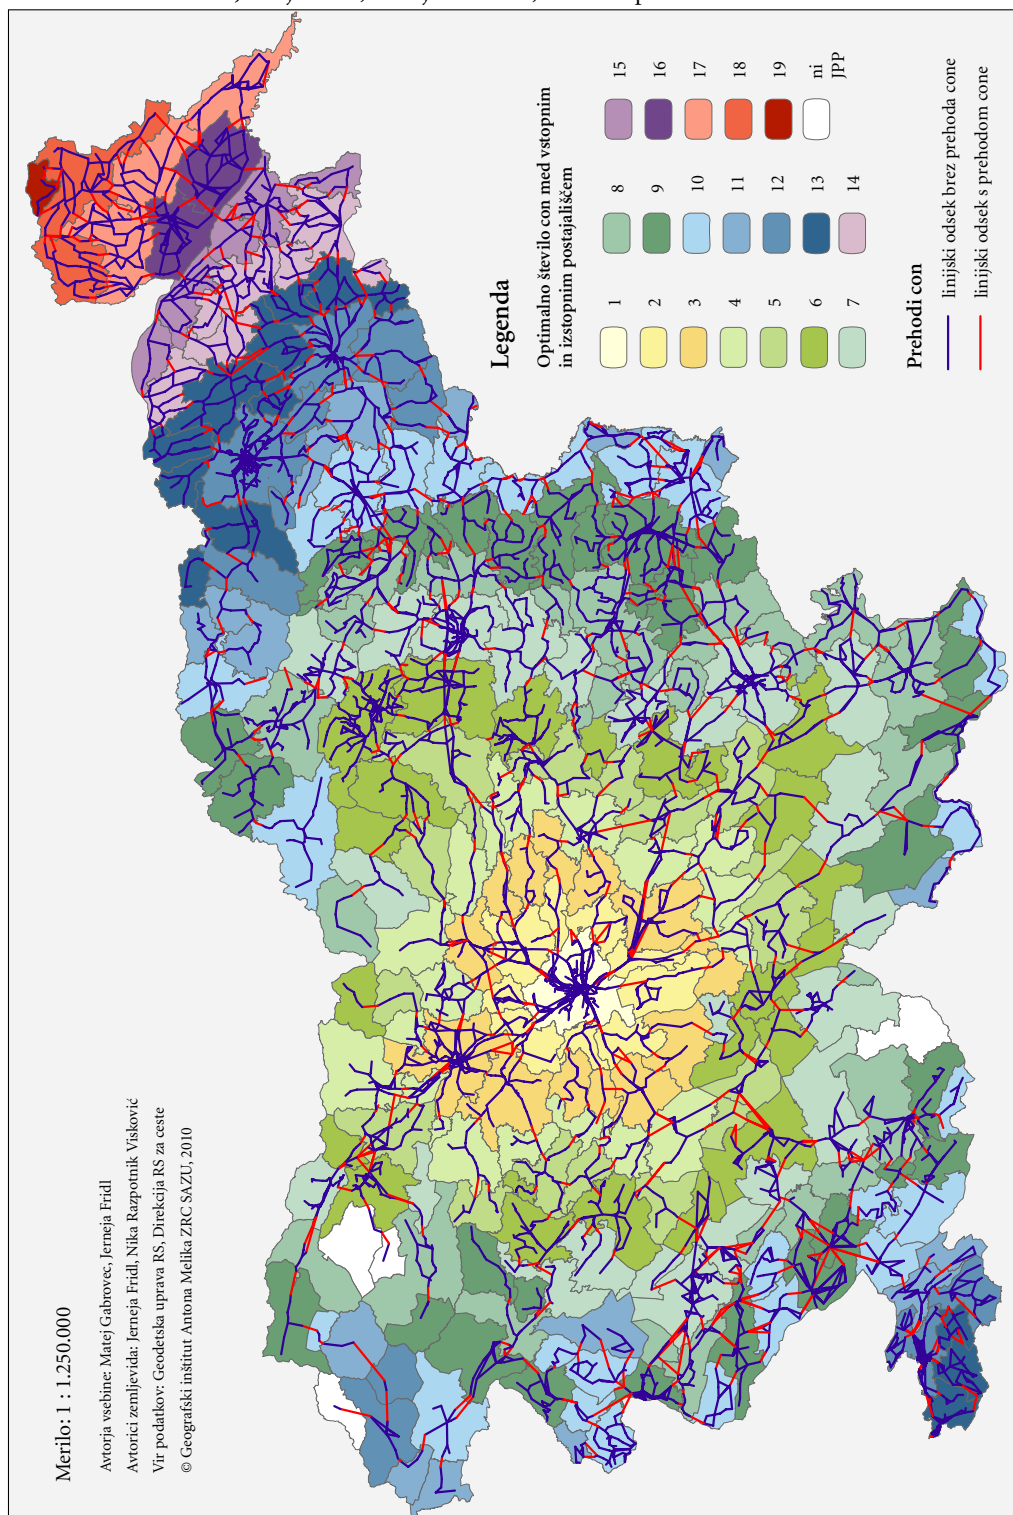 Merilo: 1 : 1.250.000
Avtorja vsebine: Matej Gabrovec, Jerneja Fridl
Avtorici zemljevida: Jerneja Fridl, Nika Razpotnik Visković
Vir podatkov: Geodetska uprava RS, Direkcija RS za ceste
© Geografski inštitut Antona Melika ZRC SAZU, 2010
Legenda
Optimalno število con med vstopnim
in izstopnim postajališčem
1
2
3
4
5
6
7
8
9
10
11
12
13
14
15
16
17
18
19
ni
JPP
Prehodi con
linijski odsek brez prehoda cone
linijski odsek s prehodom cone